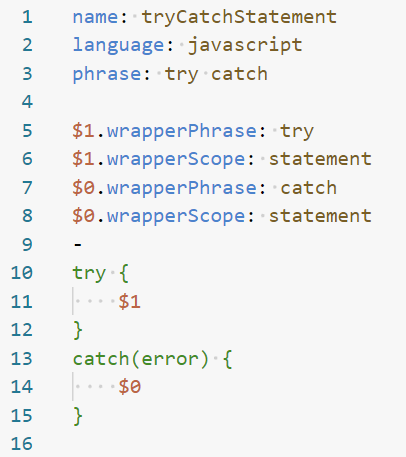 1 name: tryCatchStatement
2 language: javascript
3 phrase: try catch
4
5 $1.wrapperPhrase: try
6 $1.wrapperScope: statement
7 $0.wrapperPhrase: catch
8 $0.wrapperScope: statement
9 -
10 try {
11     $1
12 }
13 catch(error) {
14     $0
15 }
16